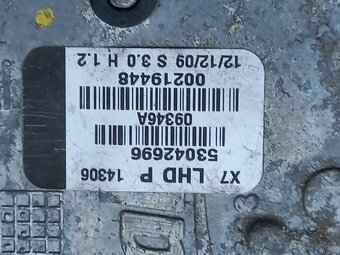 X7 LHD P 14306
53042696
09346A
00219448
12/12/09 S 3.0 H 1.2